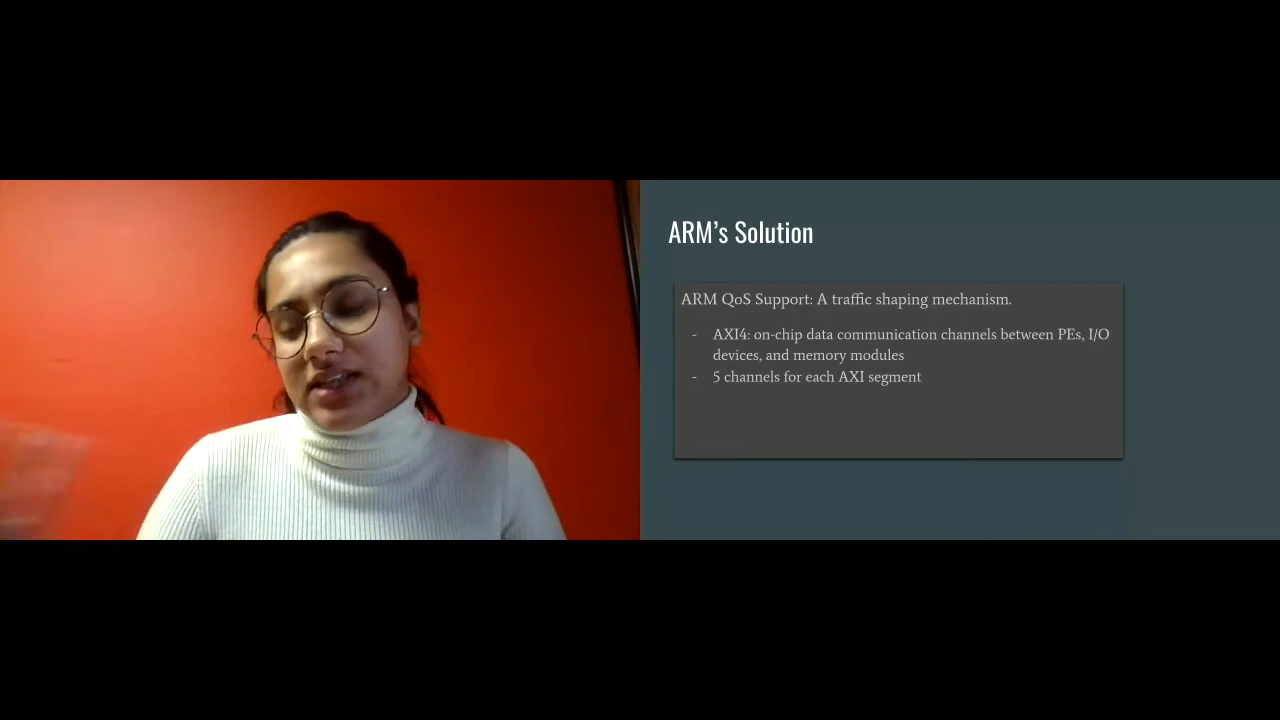 ARM’s Solution
ARM QoS Support: A traffic shaping mechanism.
- AXI4: on-chip data communication channels between PEs, I/O
devices, and memory modules
- 5 channels for each AXI segment